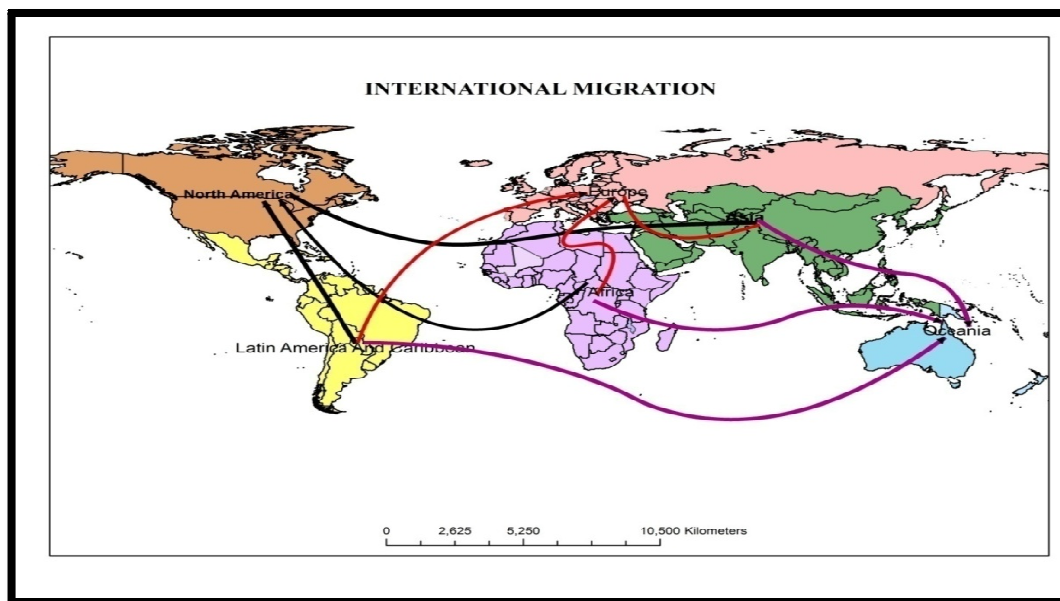 INTERNATIONAL MIGRATION
North America
Europe
Asia
Africa
Oceania
Latin America And Caribbean
0 2,625 5,250 10,500 Kilometers